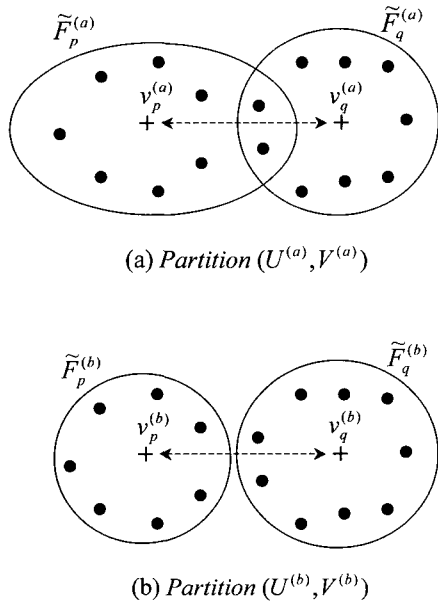 F̃_p^(a)
F̃_q^(a)
v_p^(a)
v_q^(a)
(a) Partition (U^(a), V^(a))
F̃_p^(b)
F̃_q^(b)
v_p^(b)
v_q^(b)
(b) Partition (U^(b), V^(b))